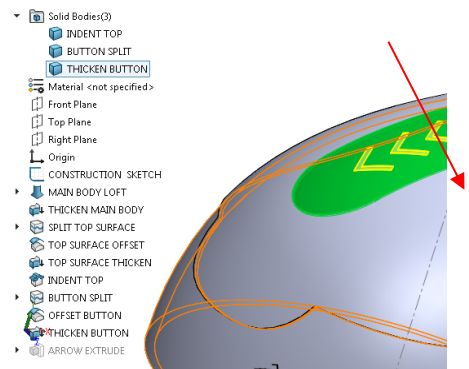 Solid Bodies(3)
INDENT TOP
BUTTON SPLIT
THICKEN BUTTON
Material <not specified>
Front Plane
Top Plane
Right Plane
Origin
CONSTRUCTION SKETCH
MAIN BODY LOFT
THICKEN MAIN BODY
SPLIT TOP SURFACE
TOP SURFACE OFFSET
TOP SURFACE THICKEN
INDENT TOP
BUTTON SPLIT
OFFSET BUTTON
THICKEN BUTTON
ARROW EXTRUDE